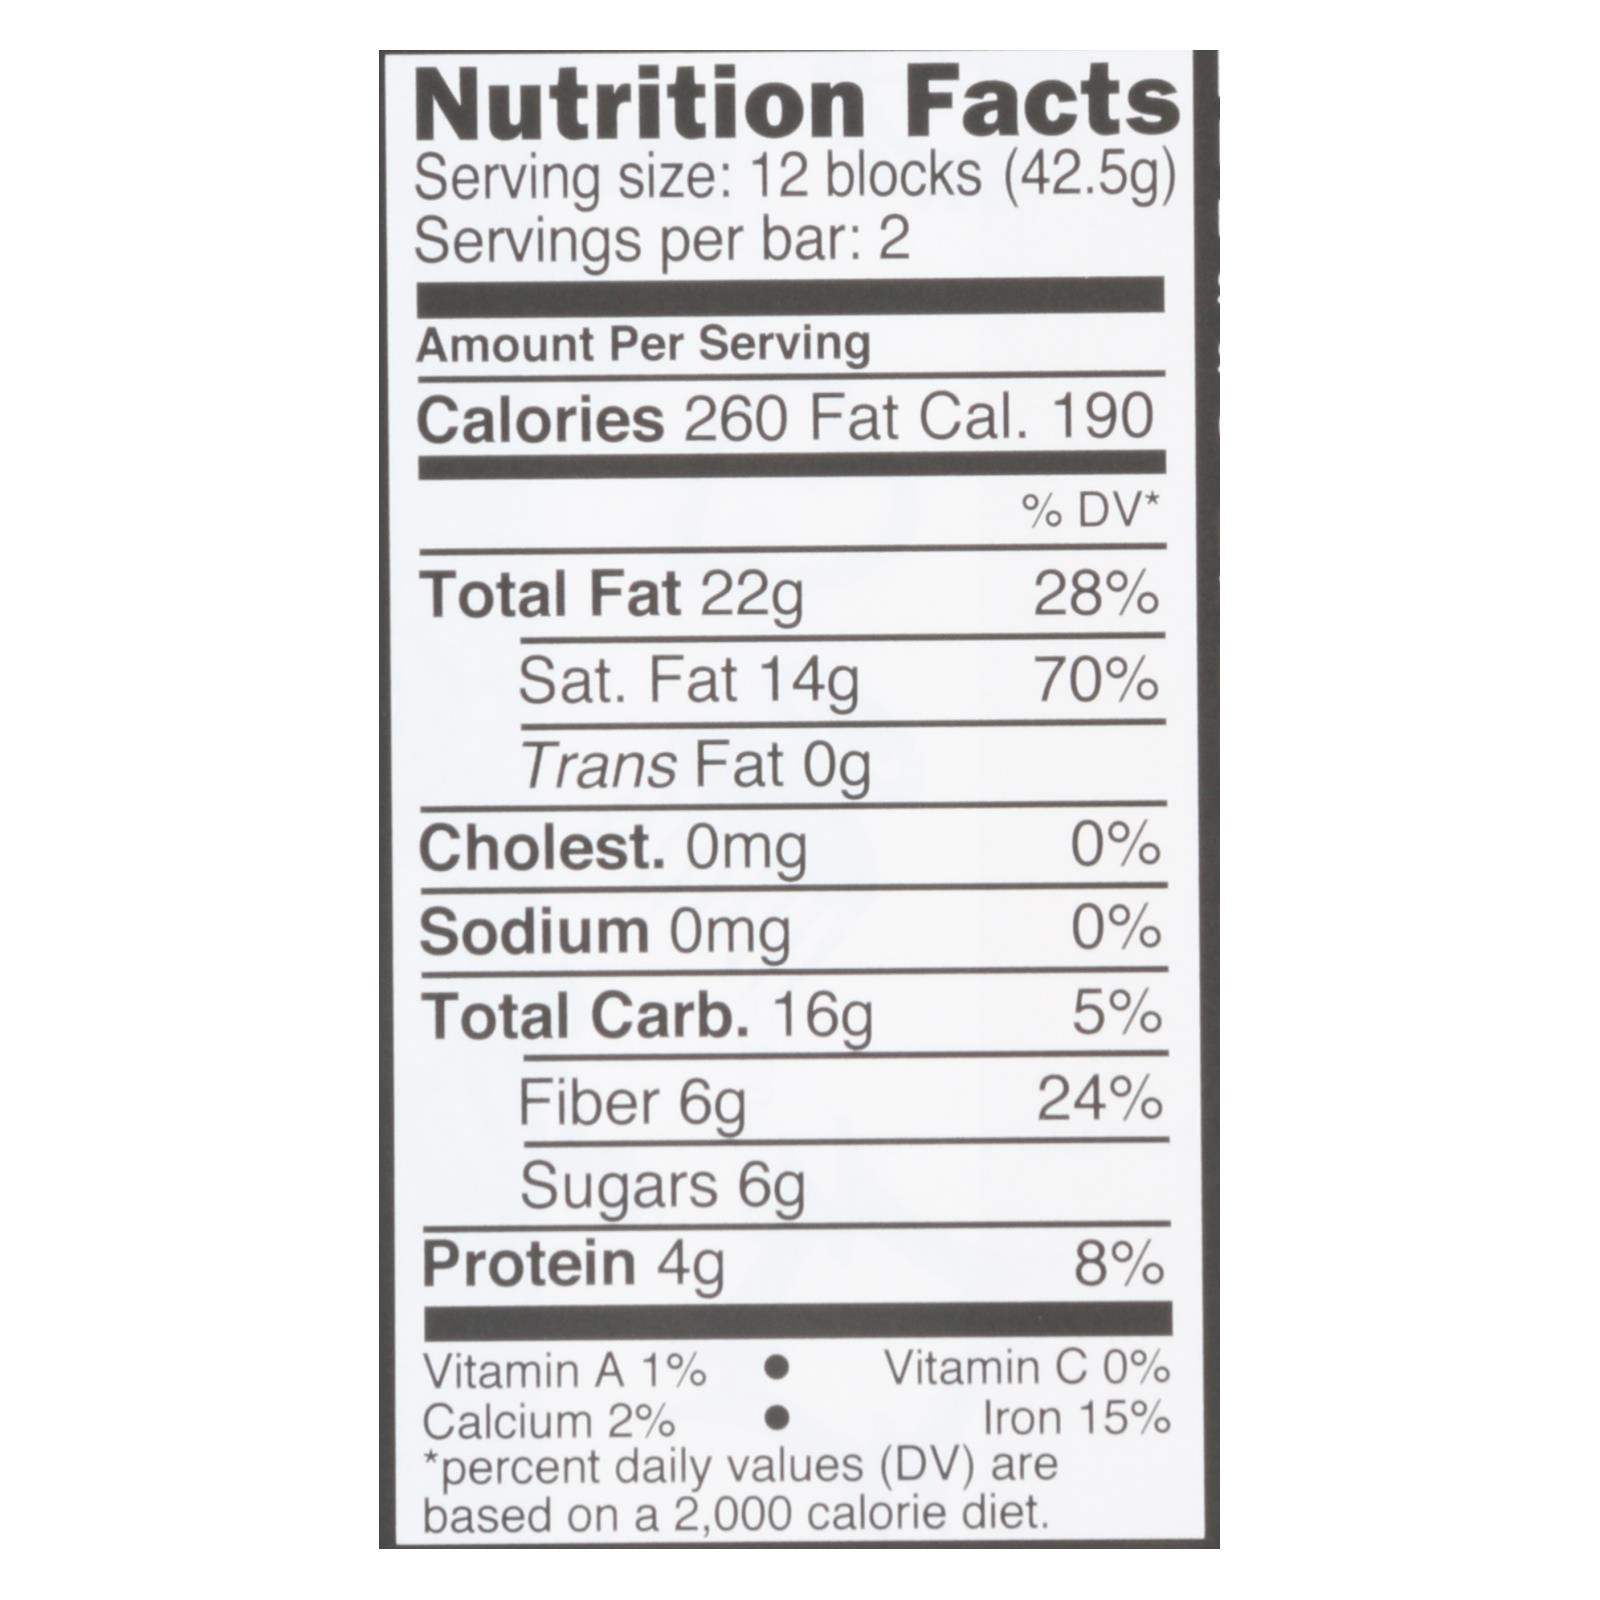 Nutrition Facts
Serving size: 12 blocks (42.5g)
Servings per bar: 2
Amount Per Serving
Calories 260 Fat Cal. 190
% DV*
Total Fat 22g 28%
Sat. Fat 14g 70%
Trans Fat 0g
Cholest. 0mg 0%
Sodium 0mg 0%
Total Carb. 16g 5%
Fiber 6g 24%
Sugars 6g
Protein 4g 8%
Vitamin A 1% ● Vitamin C 0%
Calcium 2% ● Iron 15%
*percent daily values (DV) are
based on a 2,000 calorie diet.